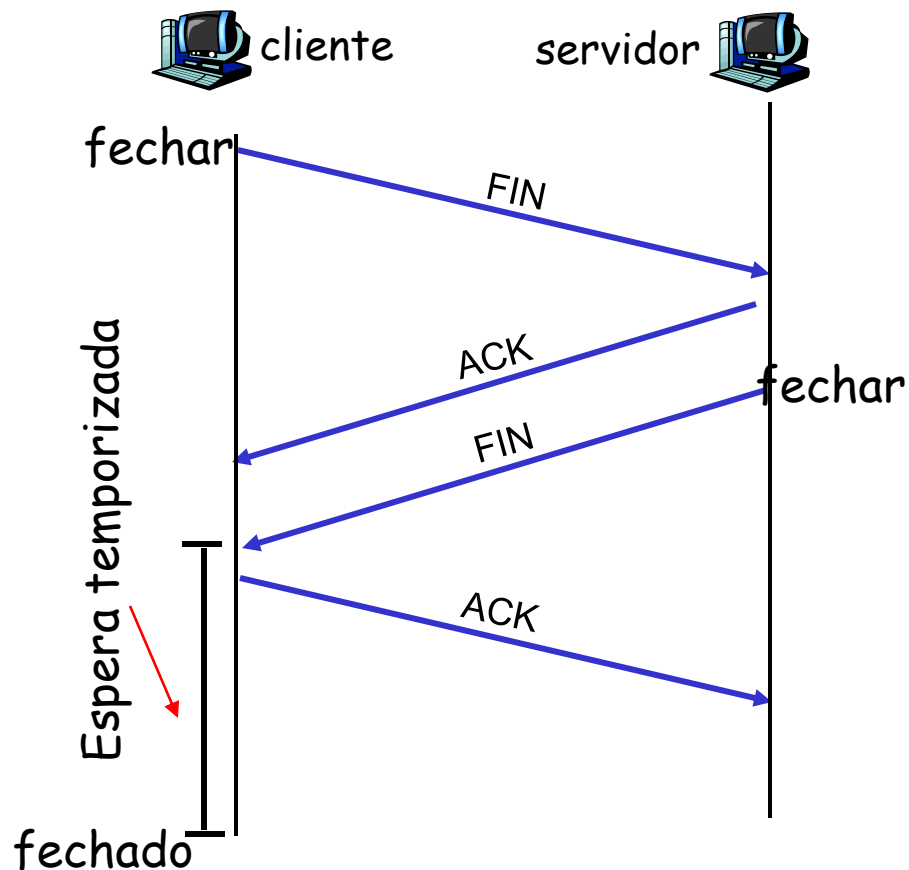 cliente
servidor
fechar
FIN
ACK
fechar
FIN
Espera temporizada
ACK
fechado